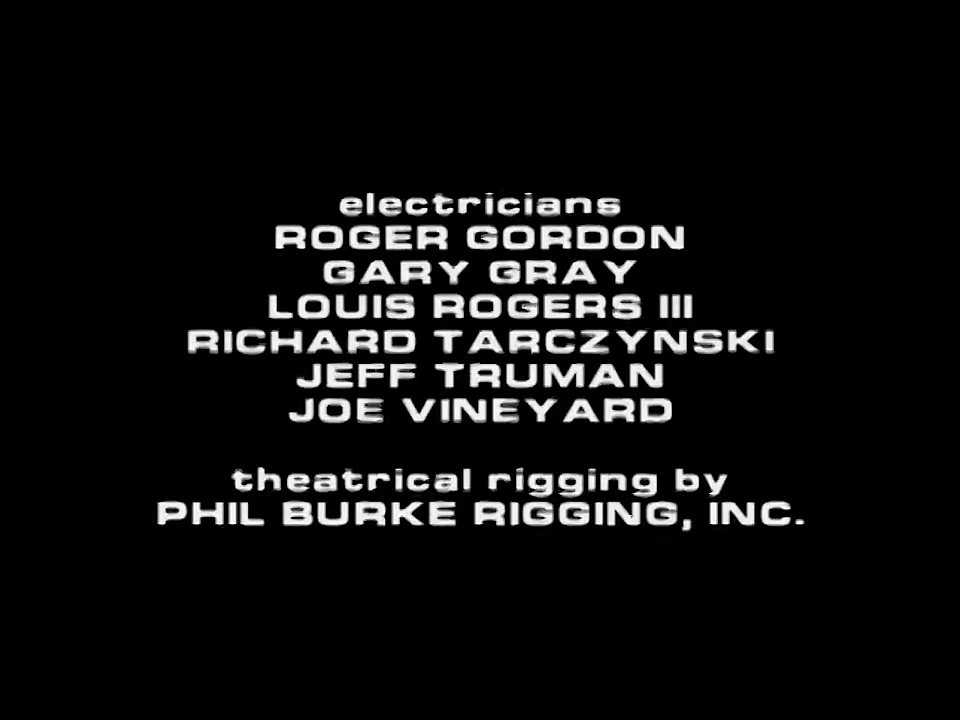 electricians
ROGER GORDON
GARY GRAY
LOUIS ROGERS III
RICHARD TARCZYNSKI
JEFF TRUMAN
JOE VINEYARD
theatrical rigging by
PHIL BURKE RIGGING, INC.